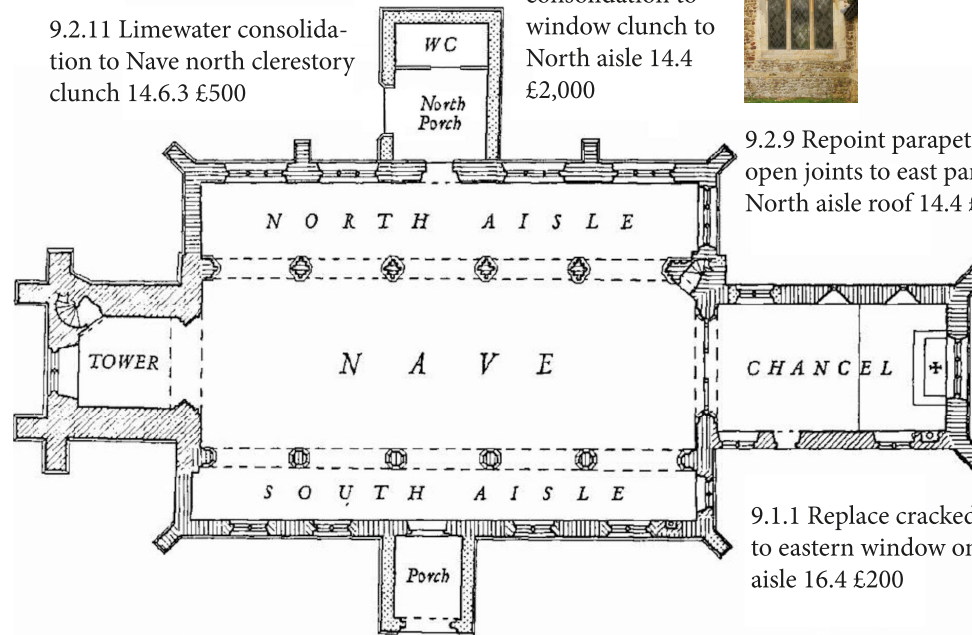 9.2.11 Limewater consolida-
tion to Nave north clerestory
clunch 14.6.3 £500
consolidation to
window clunch to
North aisle 14.4
£2,000
9.2.9 Repoint parapet
open joints to east
North aisle roof 14.4
WC
North
Porch
NORTH AISLE
TOWER
NAVE
CHANCEL
SOUTH AISLE
Porch
9.1.1 Replace cracked
to eastern window
aisle 16.4 £200